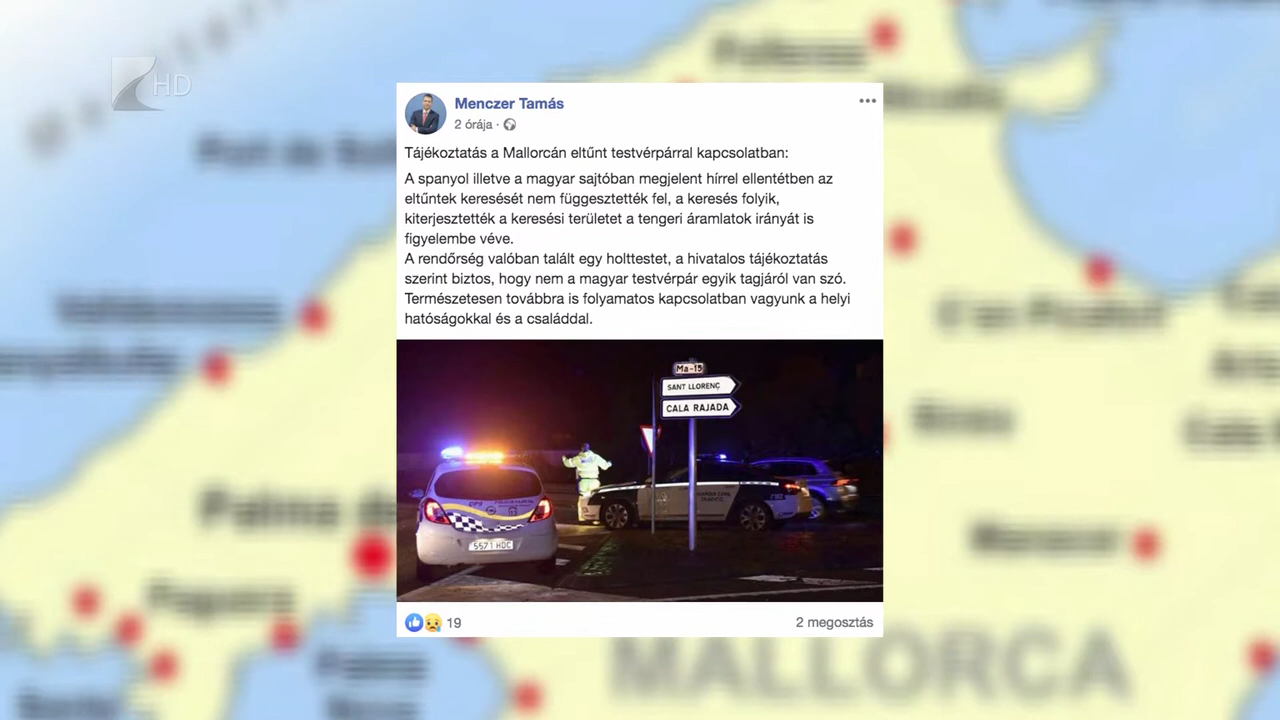 HD
Menczer Tamás
2 órája ·
Tájékoztatás a Mallorcán eltűnt testvérpárral kapcsolatban:
A spanyol illetve a magyar sajtóban megjelent hírrel ellentétben az
eltűntek keresését nem függesztették fel, a keresés folyik,
kiterjesztették a keresési területet a tengeri áramlatok irányát is
figyelembe véve.
A rendőrség valóban talált egy holttestet, a hivatalos tájékoztatás
szerint biztos, hogy nem a magyar testvérpár egyik tagjáról van szó.
Természetesen továbbra is folyamatos kapcsolatban vagyunk a helyi
hatóságokkal és a családdal.
Ma-15
SANT LLORENÇ
CALA RAJADA
5571 HDC
19
2 megosztás
MALLORCA